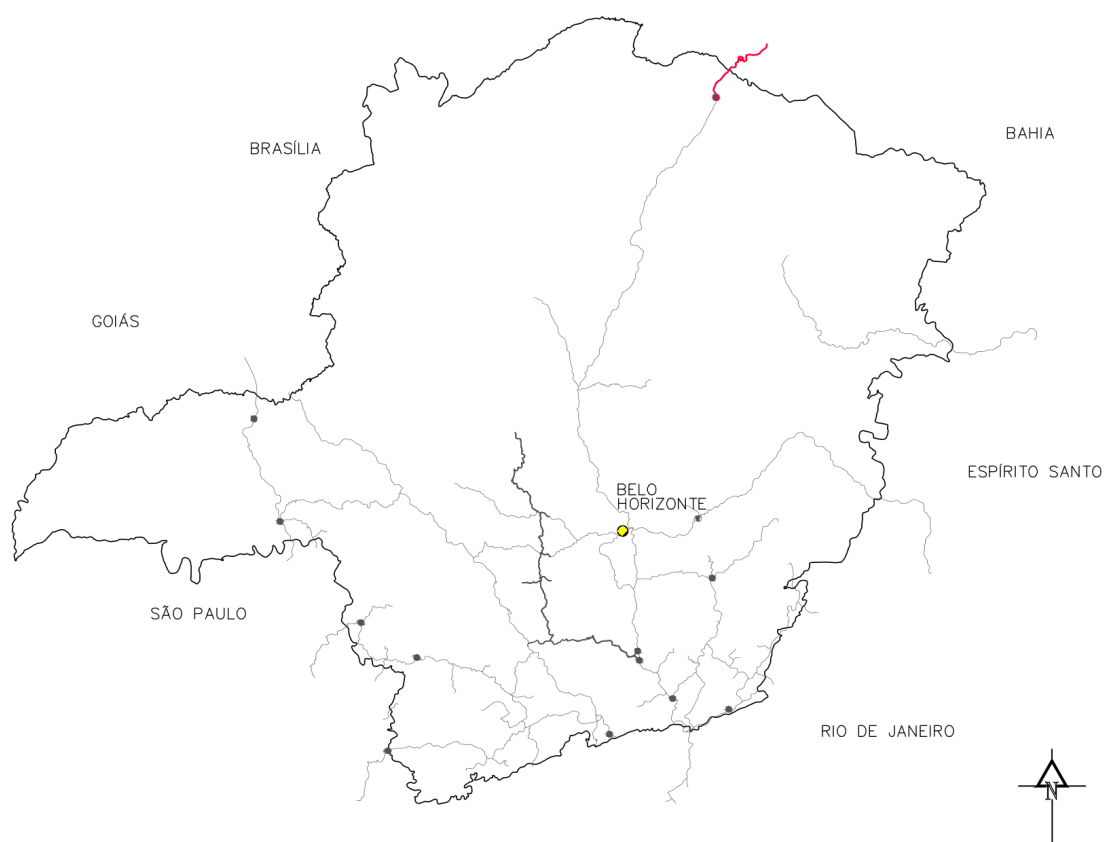 BRASÍLIA
BAHIA
GOIÁS
ESPÍRITO SANTO
BELO
HORIZONTE
SÃO PAULO
RIO DE JANEIRO
N